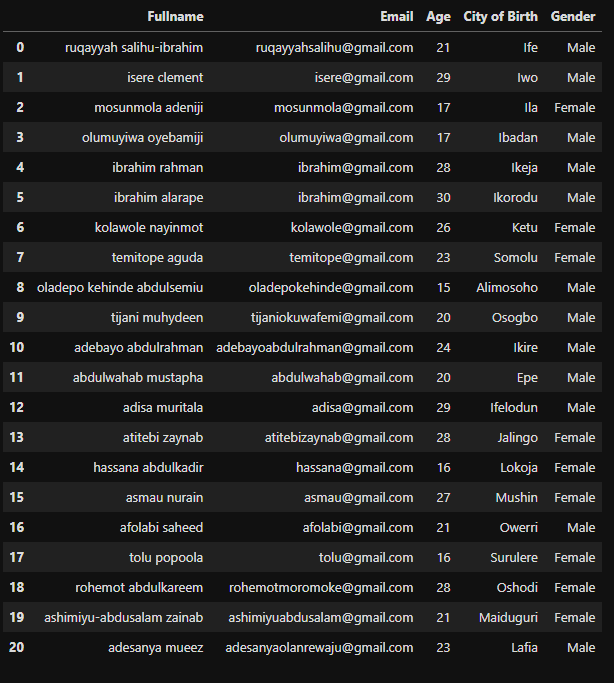 Fullname Email Age City of Birth Gender
0 ruqayyah salihu-ibrahim ruqayyahsalihu@gmail.com 21 Ife Male
1 isere clement isere@gmail.com 29 Iwo Male
2 mosunmola adeniji mosunmola@gmail.com 17 Ila Female
3 olumuyiwa oyebamiji olumuyiwa@gmail.com 17 Ibadan Male
4 ibrahim rahman ibrahim@gmail.com 28 Ikeja Male
5 ibrahim alarape ibrahim@gmail.com 30 Ikorodu Male
6 kolawole nayinmot kolawole@gmail.com 26 Ketu Female
7 temitope aguda temitope@gmail.com 23 Somolu Female
8 oladepo kehinde abdulsemiu oladepokehinde@gmail.com 15 Alimosoho Male
9 tijani muhydeen tijaniokuwafemi@gmail.com 20 Osogbo Male
10 adebayo abdulrahman adebayoabdulrahman@gmail.com 24 Ikire Male
11 abdulwahab mustapha abdulwahab@gmail.com 20 Epe Male
12 adisa muritala adisa@gmail.com 29 Ifelodun Male
13 atitebi zaynab atitebizaynab@gmail.com 28 Jalingo Female
14 hassana abdulkadir hassana@gmail.com 16 Lokoja Female
15 asmau nurain asmau@gmail.com 27 Mushin Female
16 afolabi saheed afolabi@gmail.com 21 Owerri Male
17 tolu popoola tolu@gmail.com 16 Surulere Female
18 rohemot abdulkareem rohemotmoromoke@gmail.com 28 Oshodi Female
19 ashimiyu-abdusalam zainab ashimiyuabdusalam@gmail.com 21 Maiduguri Female
20 adesanya mueez adesanyaolanrewaju@gmail.com 23 Lafia Male